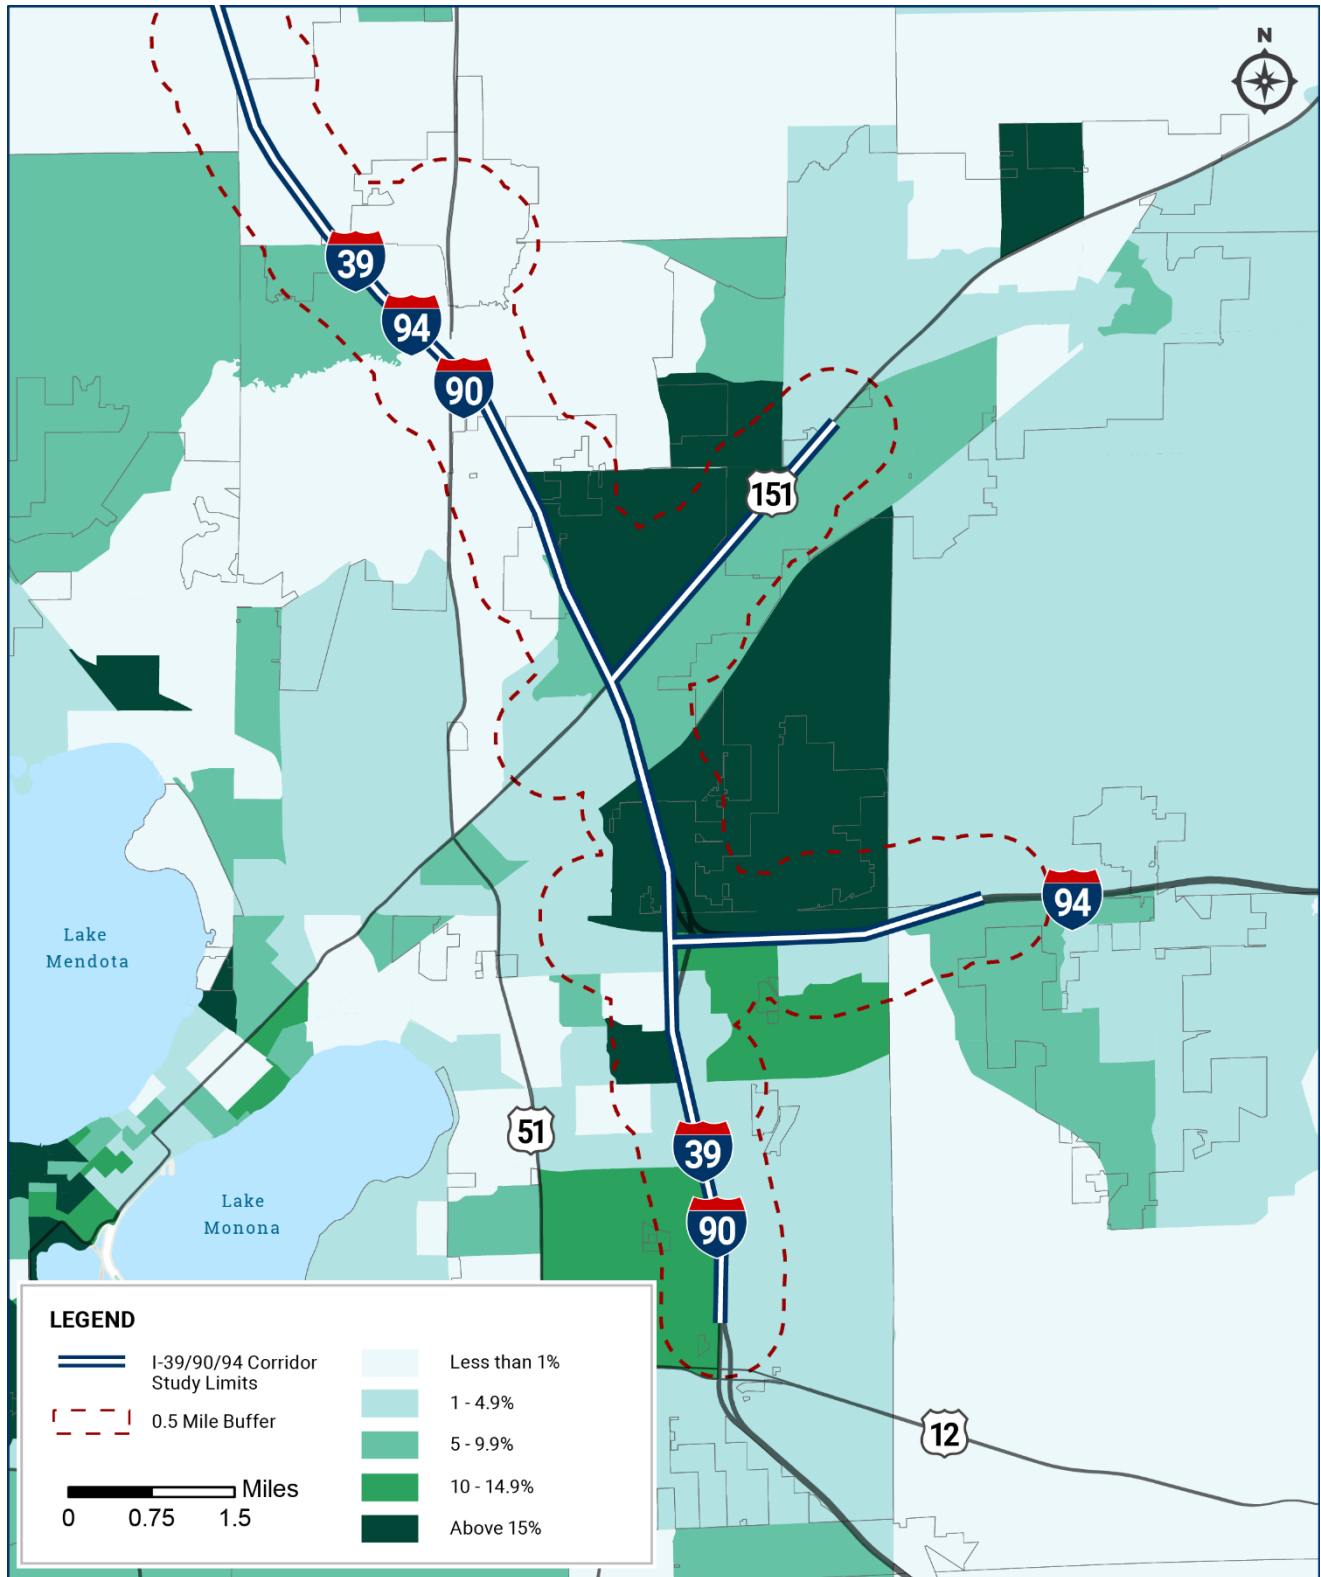 N
39
94
90
151
94
Lake
Mendota
51
39
Lake
Monona
90
12
LEGEND
I-39/90/94 Corridor
Study Limits
0.5 Mile Buffer
Miles
0 0.75 1.5
Less than 1%
1 - 4.9%
5 - 9.9%
10 - 14.9%
Above 15%